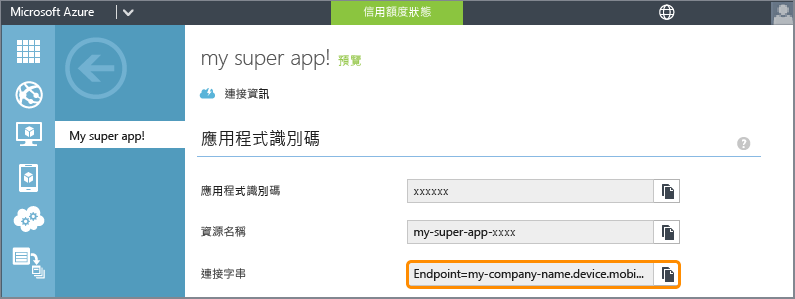 Microsoft Azure
信用額度狀態
my super app! 預覽
連接資訊
My super app!
應用程式識別碼
?
應用程式識別碼
xxxxxx
資源名稱
my-super-app-xxxx
連接字串
Endpoint=my-company-name.device.mobi...